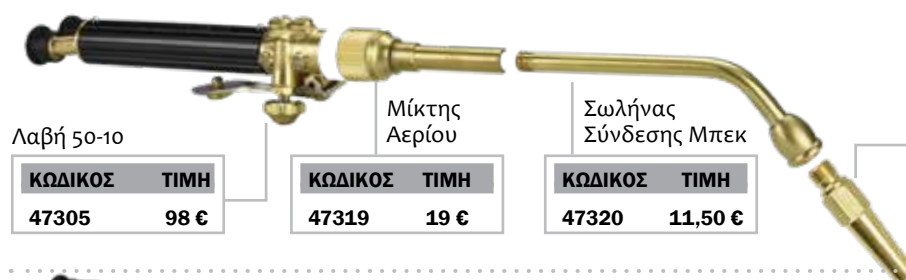 Λαβή 50-10
ΚΩΔΙΚΟΣ ΤΙΜΗ
47305 98 €
Μίκτης
Αερίου
ΚΩΔΙΚΟΣ ΤΙΜΗ
47319 19 €
Σωλήνας
Σύνδεσης Μπεκ
ΚΩΔΙΚΟΣ ΤΙΜΗ
47320 11,50 €